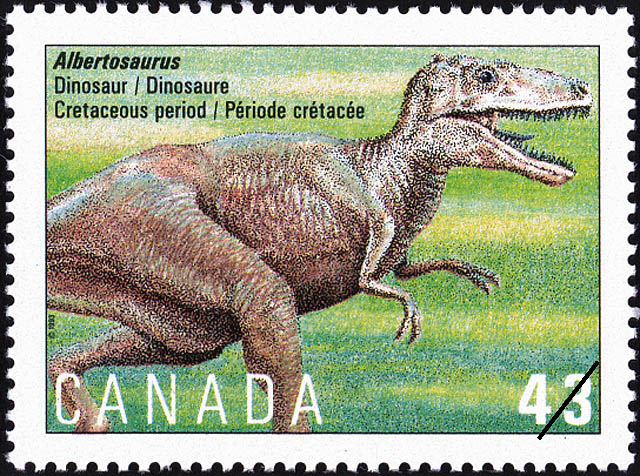 Albertosaurus
Dinosaur / Dinosaure
Cretaceous period / Période crétacée
CANADA 43